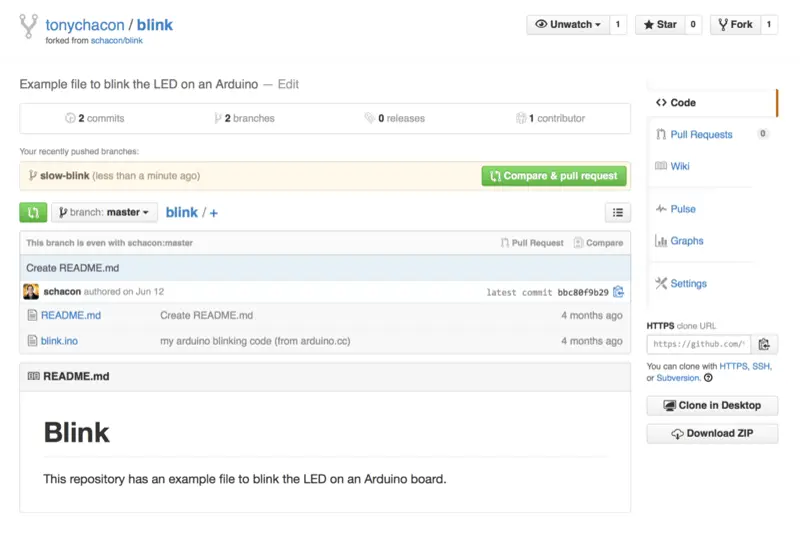 tonychacon / blink
forked from schacon/blink
Unwatch 1 Star 0 Fork 1
Example file to blink the LED on an Arduino — Edit
2 commits 2 branches 0 releases 1 contributor
Your recently pushed branches:
slow-blink (less than a minute ago) Compare & pull request
branch: master blink / +
This branch is even with schacon:master Pull Request Compare
Create README.md
schacon authored on Jun 12 latest commit bbc80f9b29
README.md Create README.md 4 months ago
blink.ino my arduino blinking code (from arduino.cc) 4 months ago
README.md
Blink
This repository has an example file to blink the LED on an Arduino board.
Code
Pull Requests 0
Wiki
Pulse
Graphs
Settings
HTTPS clone URL
https://github.com/
You can clone with HTTPS, SSH,
or Subversion.
Clone in Desktop
Download ZIP